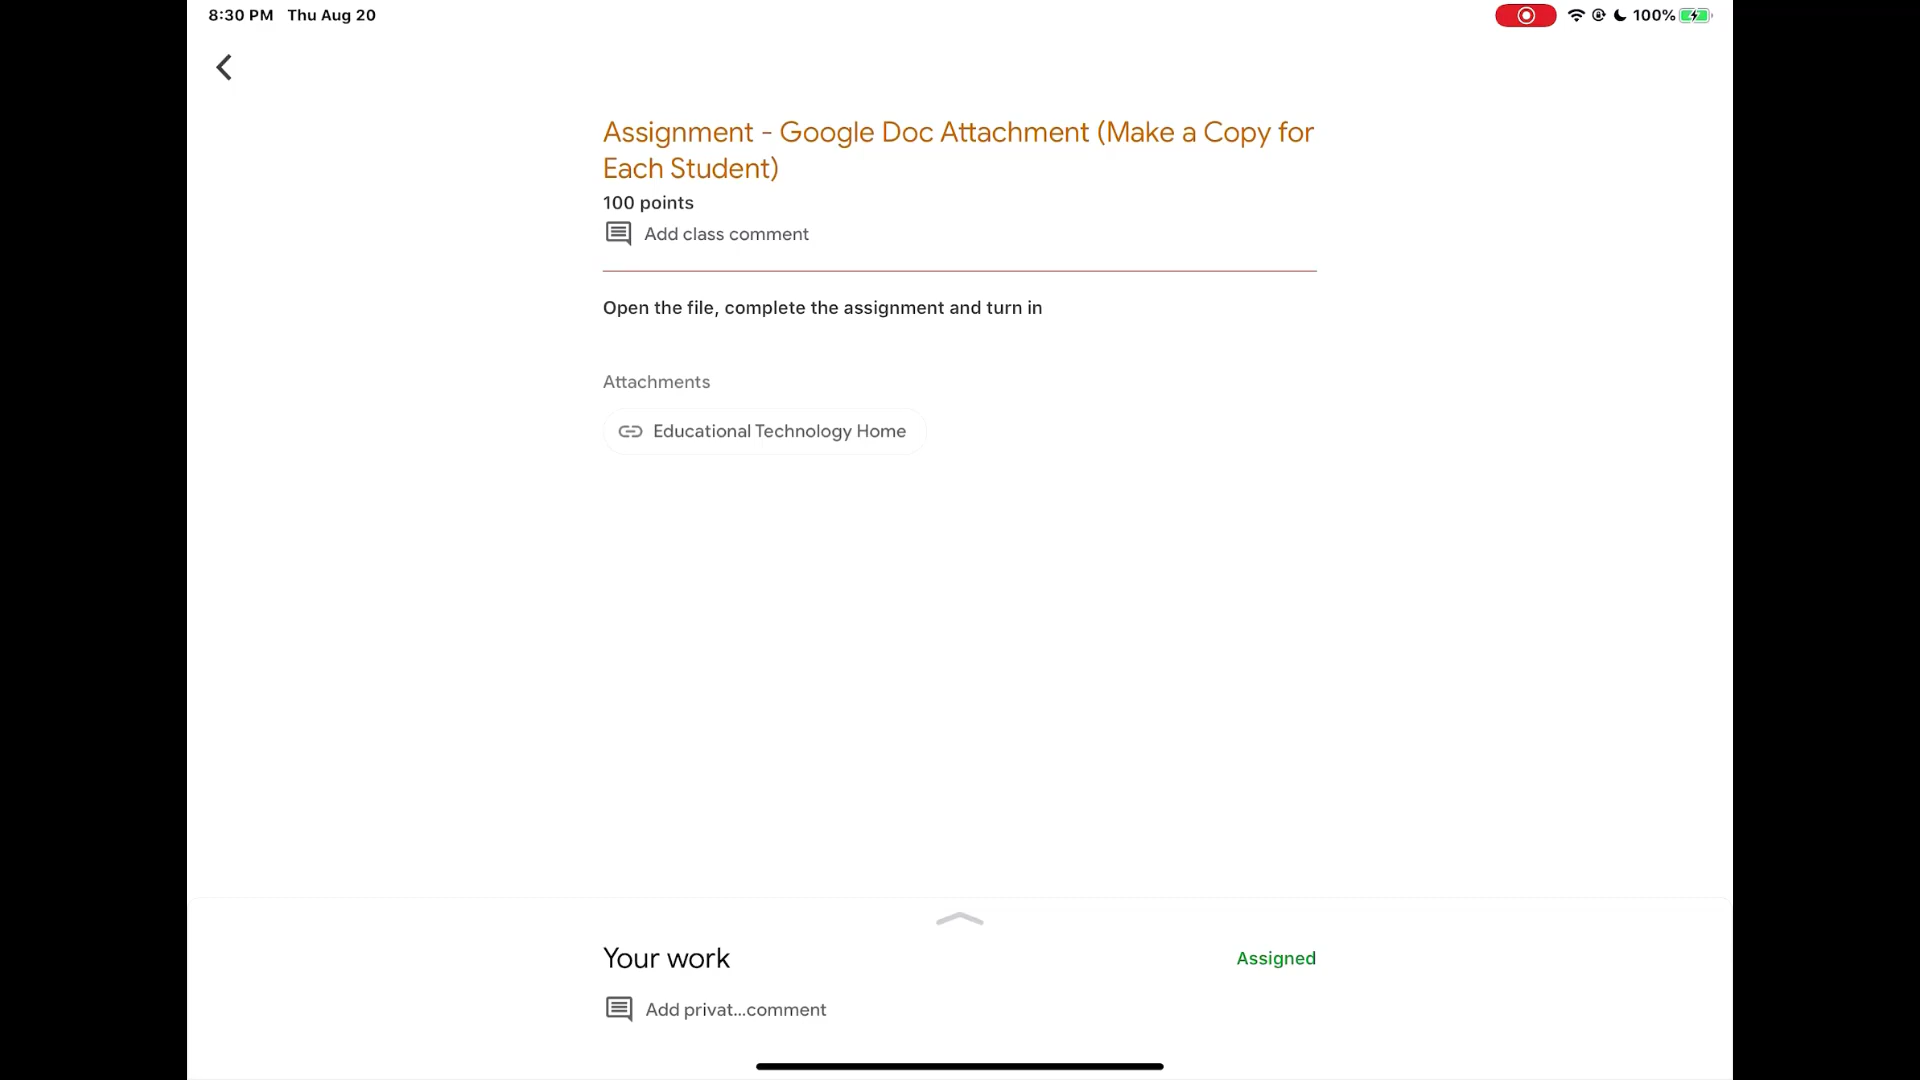 8:30 PM Thu Aug 20
100%
Assignment - Google Doc Attachment (Make a Copy for
Each Student)
100 points
Add class comment
Open the file, complete the assignment and turn in
Attachments
Educational Technology Home
Your work
Assigned
Add privat...comment